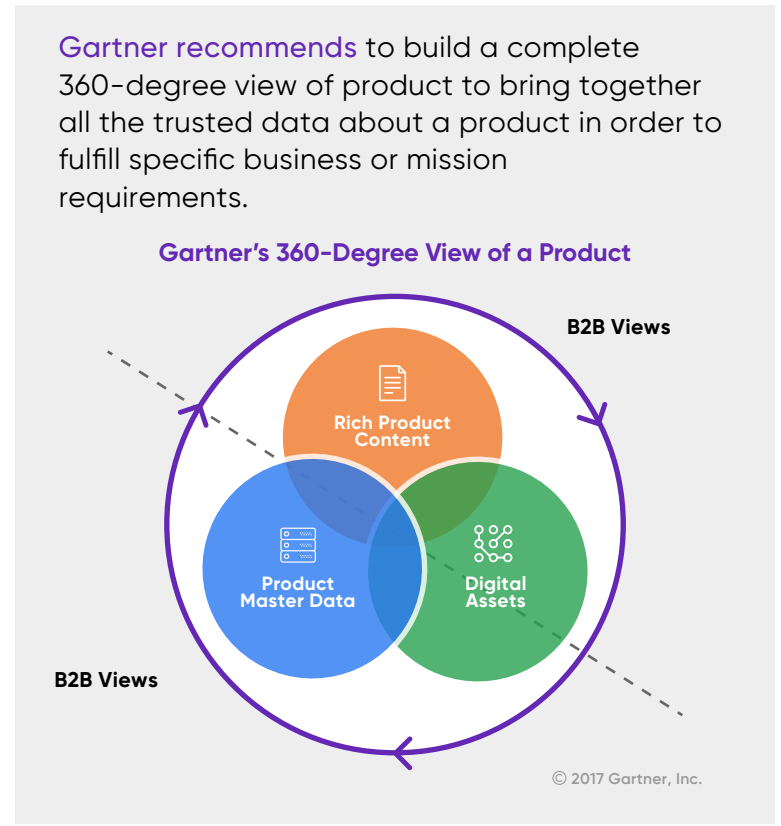 Gartner recommends to build a complete
360-degree view of product to bring together
all the trusted data about a product in order to
fulfill specific business or mission
requirements.
Gartner’s 360-Degree View of a Product
B2B Views
Rich Product
Content
Product
Master Data
Digital
Assets
B2B Views
© 2017 Gartner, Inc.